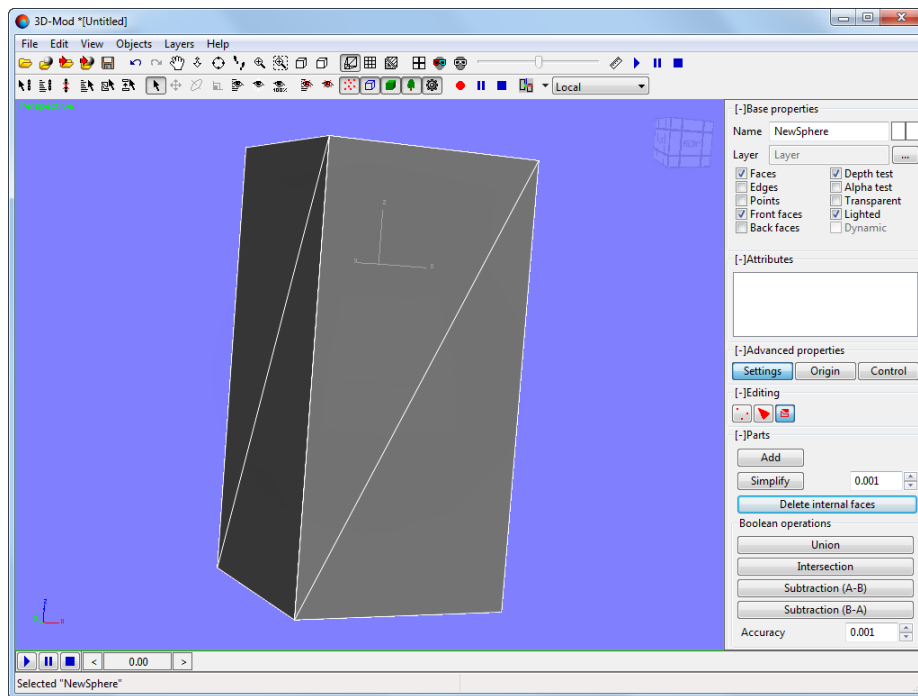 3D-Mod *[Untitled]
File Edit View Objects Layers Help
100%
Local
Perspective
[-]Base properties
Name NewSphere
Layer Layer ...
Faces Depth test
Edges Alpha test
Points Transparent
Front faces Lighted
Back faces Dynamic
[-]Attributes
[-]Advanced properties
Settings Origin Control
[-]Editing
[-]Parts
Add
Simplify 0.001
Delete internal faces
Boolean operations
Union
Intersection
Subtraction (A-B)
Subtraction (B-A)
Accuracy 0.001
< 0.00 >
Selected "NewSphere"